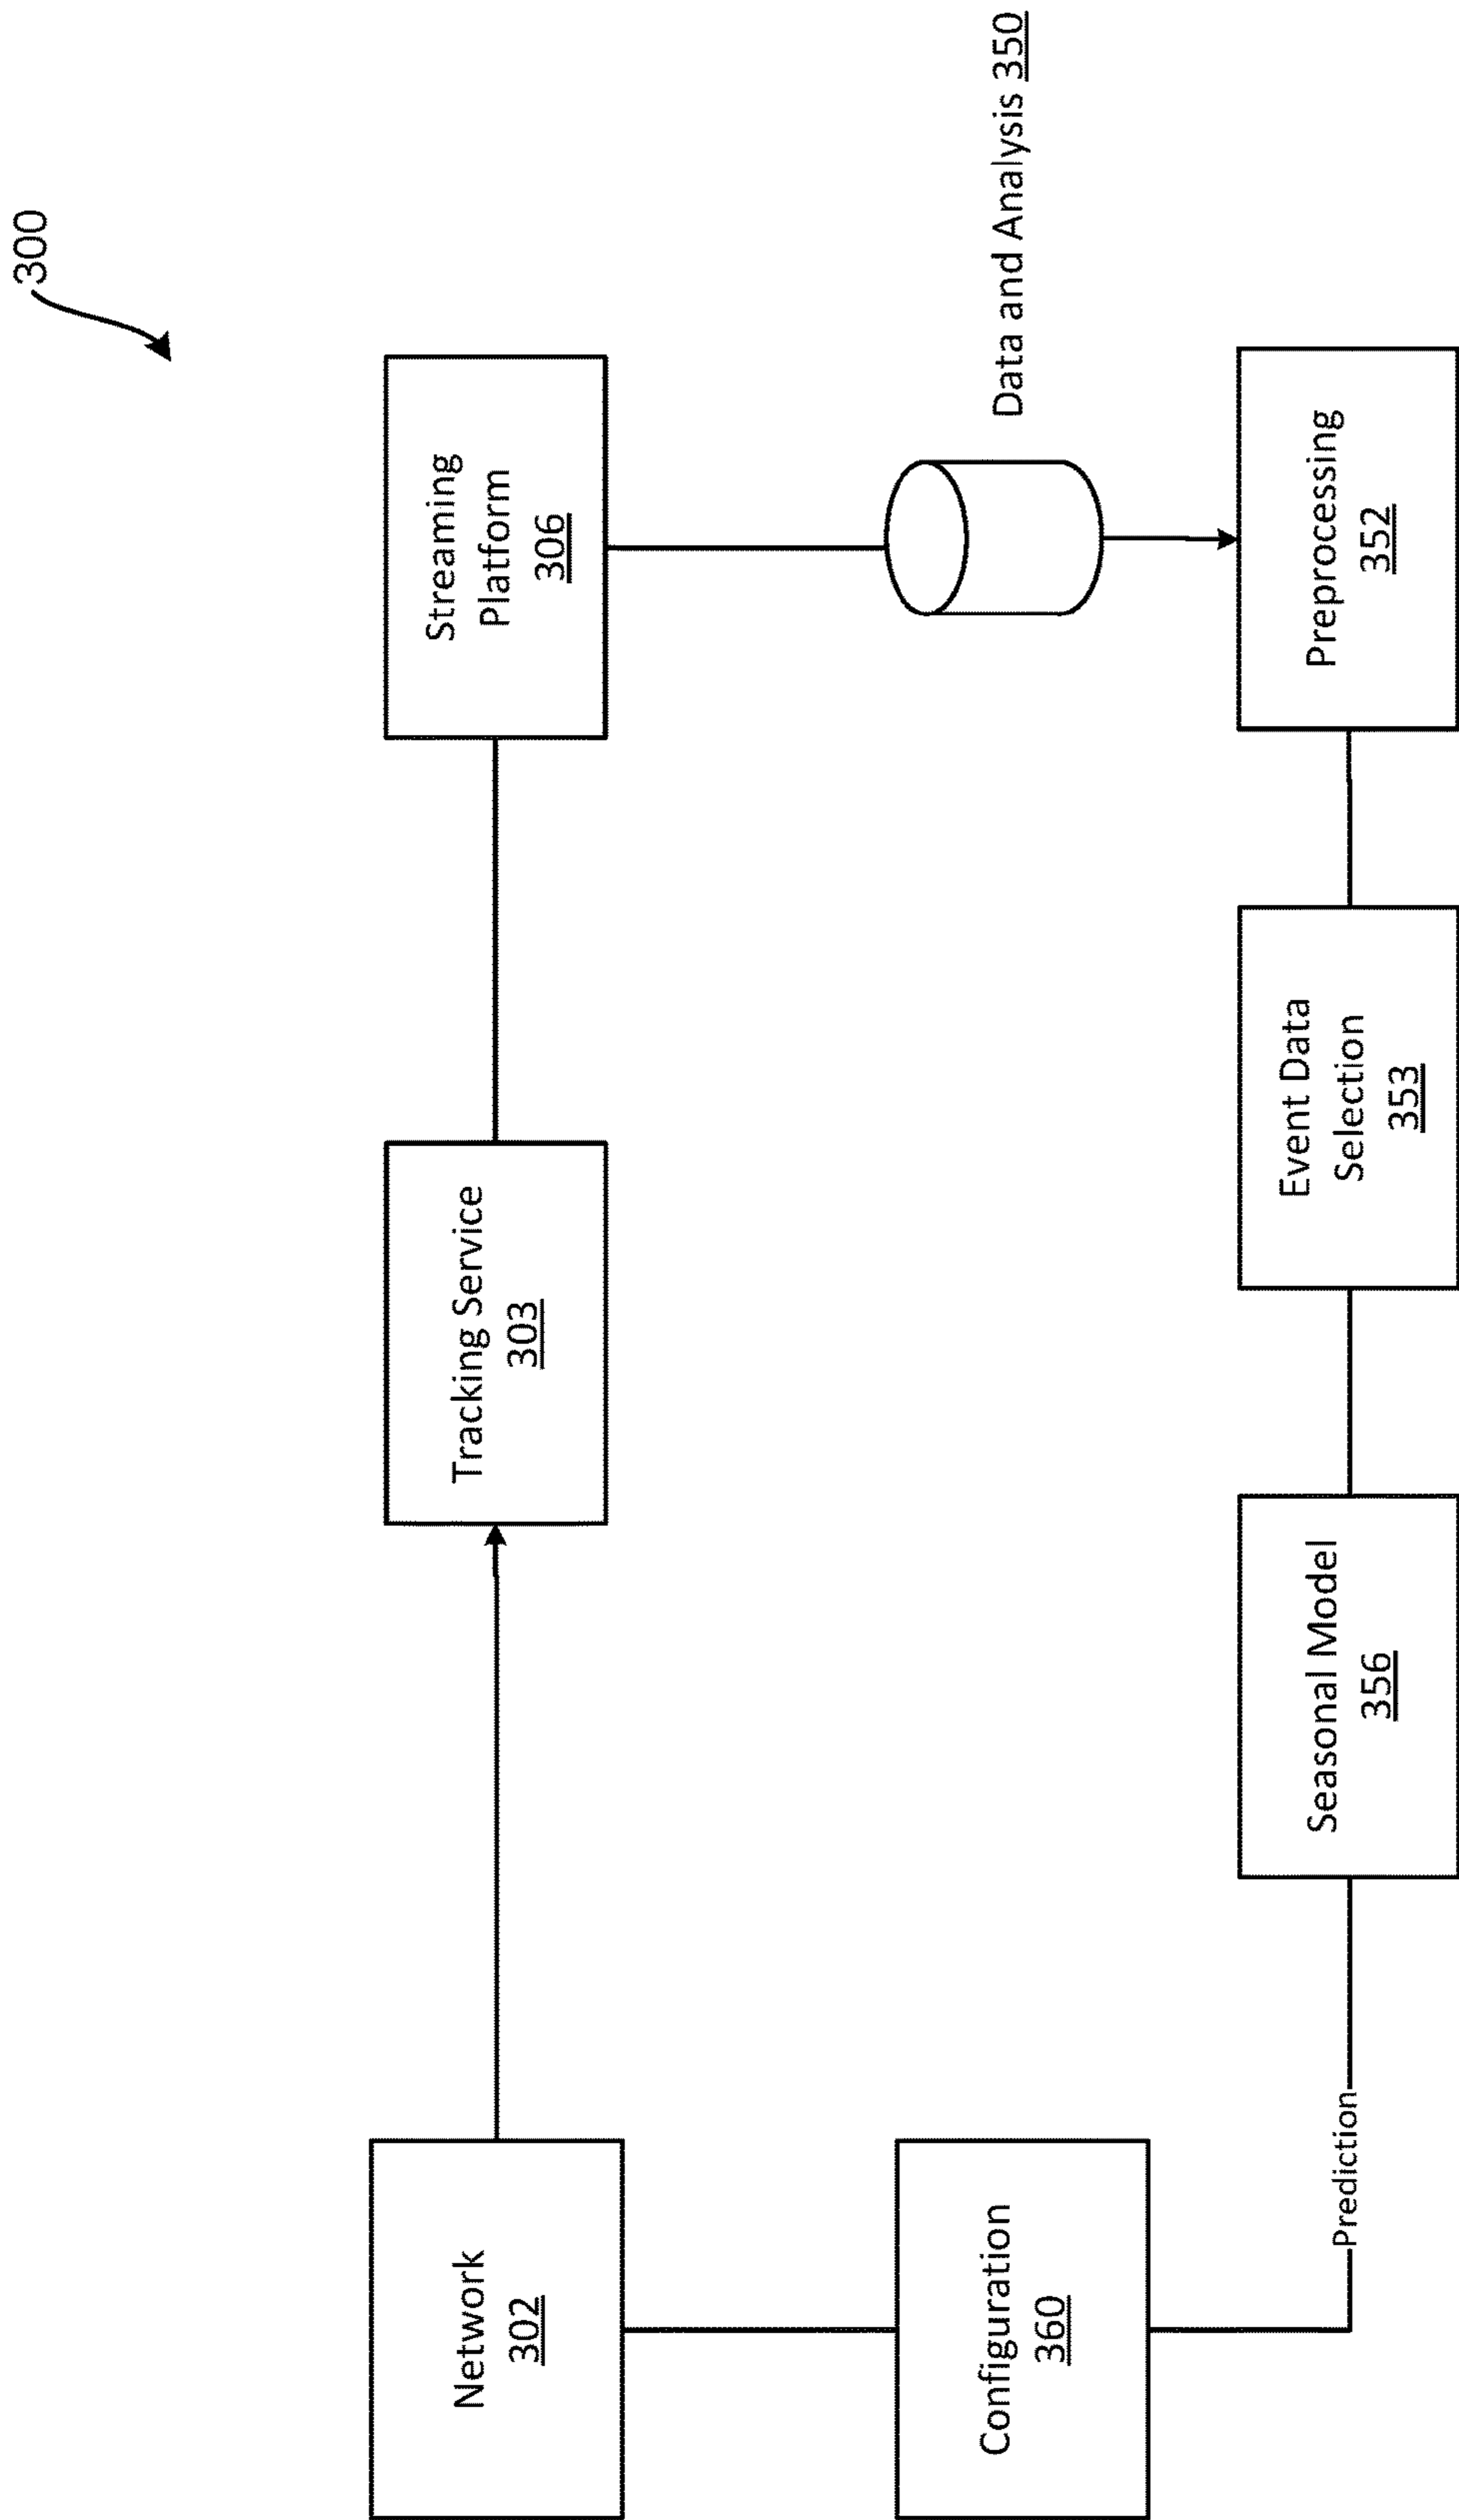 300
Network
302
Tracking Service
303
Streaming
Platform
306
Configuration
360
Data and Analysis 350
Prediction
Seasonal Model
356
Event Data
Selection
353
Preprocessing
352